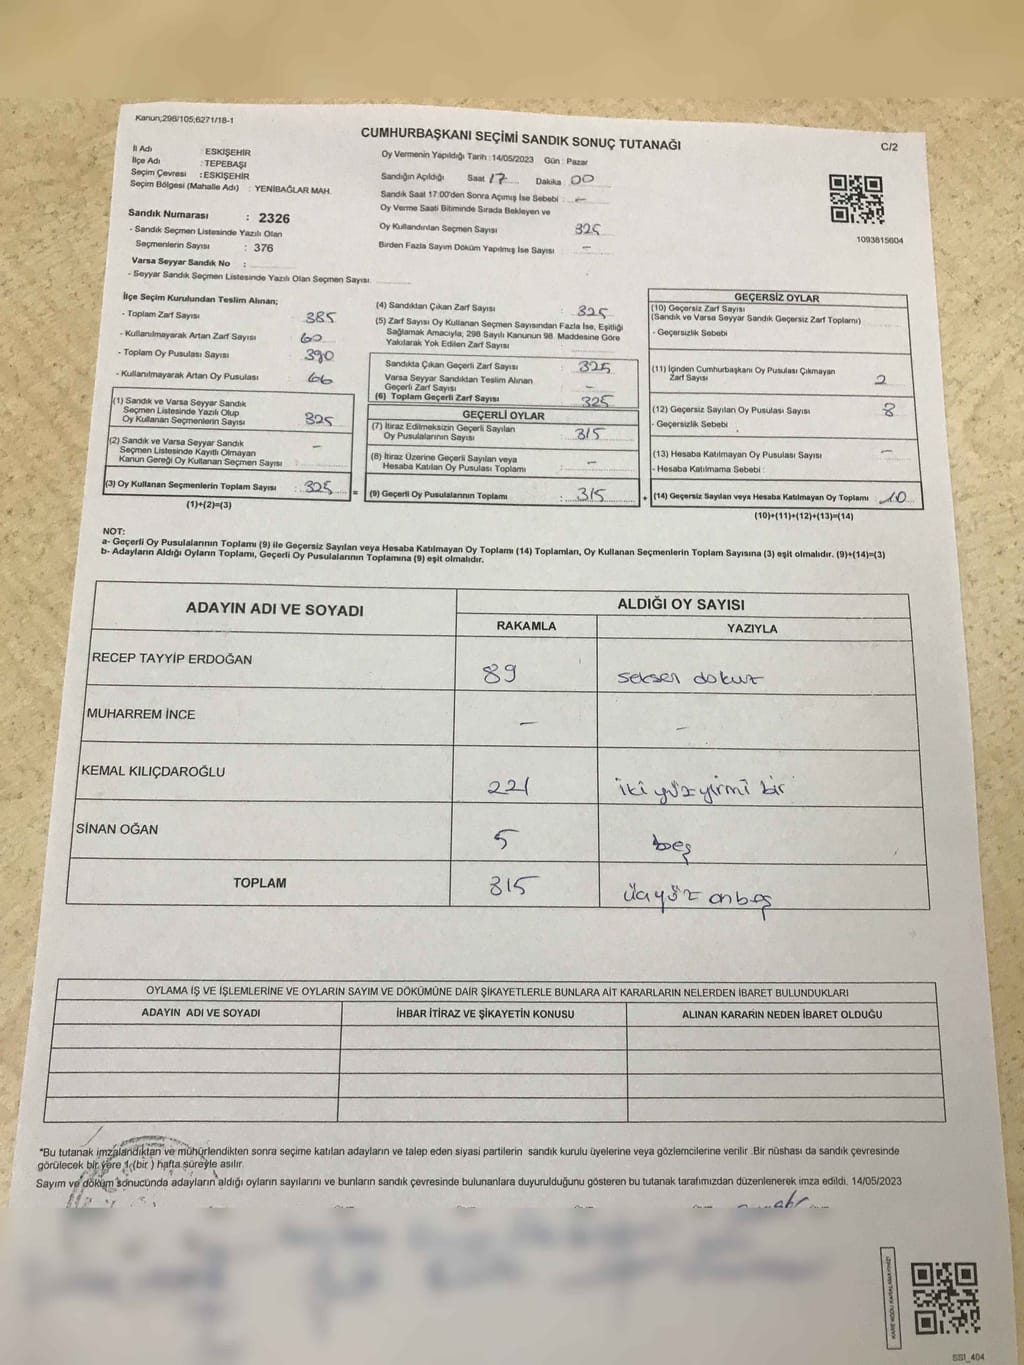 Kanun;298/105;6271/18-1
CUMHURBAŞKANI SEÇİMİ SANDIK SONUÇ TUTANAĞI
C/2
İl Adı : ESKİŞEHİR
İlçe Adı : TEPEBAŞI
Seçim Çevresi : ESKİŞEHİR
Seçim Bölgesi (Mahalle Adı) : YENİBAĞLAR MAH.
Sandık Numarası : 2326
- Sandık Seçmen Listesinde Yazılı Olan
Seçmenlerin Sayısı : 376
Varsa Seyyar Sandık No :
- Seyyar Sandık Seçmen Listesinde Yazılı Olan Seçmen Sayısı
Oy Vermenin Yapıldığı Tarih :14/05/2023 Gün : Pazar
Sandığın Açıldığı Saat 17 Dakika 00
Sandık Saat 17:00'den Sonra Açımış İse Sebebi : -
Oy Verme Saati Bitiminde Sırada Bekleyen ve
Oy Kullandırılan Seçmen Sayısı 325
Birden Fazla Sayım Döküm Yapılmış İse Sayısı -
1093815604
İlçe Seçim Kurulundan Teslim Alınan;
- Toplam Zarf Sayısı : 385
- Kullanılmayarak Artan Zarf Sayısı : 60
- Toplam Oy Pusulası Sayısı : 390
- Kullanılmayarak Artan Oy Pusulası : 66
(1) Sandık ve Varsa Seyyar Sandık
Seçmen Listesinde Yazılı Olup
Oy Kullanan Seçmenlerin Sayısı : 325
(2) Sandık ve Varsa Seyyar Sandık
Seçmen Listesinde Kayıtlı Olmayan
Kanun Gereği Oy Kullanan Seçmen Sayısı : -
(3) Oy Kullanan Seçmenlerin Toplam Sayısı : 325
(1)+(2)=(3)
(4) Sandıktan Çıkan Zarf Sayısı : 325
(5) Zarf Sayısı Oy Kullanan Seçmen Sayısından Fazla İse, Eşitliği
Sağlamak Amacıyla, 298 Sayılı Kanunun 98. Maddesine Göre
Yakılarak Yok Edilen Zarf Sayısı
Sandıkta Çıkan Geçerli Zarf Sayısı : 325
Varsa Seyyar Sandıktan Teslim Alınan
Geçerli Zarf Sayısı : -
(6) Toplam Geçerli Zarf Sayısı : 325
GEÇERLİ OYLAR
(7) İtiraz Edilmeksizin Geçerli Sayılan
Oy Pusulalarının Sayısı : 315
(8) İtiraz Üzerine Geçerli Sayılan veya
Hesaba Katılan Oy Pusulası Toplamı : -
= (9) Geçerli Oy Pusulalarının Toplamı : 315
GEÇERSİZ OYLAR
(10) Geçersiz Zarf Sayısı
(Sandık ve Varsa Seyyar Sandık Geçersiz Zarf Toplamı)
- Geçersizlik Sebebi
(11) İçinden Cumhurbaşkanı Oy Pusulası Çıkmayan
Zarf Sayısı 2
(12) Geçersiz Sayılan Oy Pusulası Sayısı 8
- Geçersizlik Sebebi
(13) Hesaba Katılmayan Oy Pusulası Sayısı -
- Hesaba Katılmama Sebebi :
+ (14) Geçersiz Sayılan veya Hesaba Katılmayan Oy Toplamı 10
(10)+(11)+(12)+(13)=(14)
NOT:
a- Geçerli Oy Pusulalarının Toplamı (9) ile Geçersiz Sayılan veya Hesaba Katılmayan Oy Toplamı (14) Toplamları, Oy Kullanan Seçmenlerin Toplam Sayısına (3) eşit olmalıdır. (9)+(14)=(3)
b- Adayların Aldığı Oyların Toplamı, Geçerli Oy Pusulalarının Toplamına (9) eşit olmalıdır.
ADAYIN ADI VE SOYADI ALDIĞI OY SAYISI
RAKAMLA YAZIYLA
RECEP TAYYİP ERDOĞAN 89 seksen dokuz
MUHARREM İNCE - -
KEMAL KILIÇDAROĞLU 221 iki yüz yirmi bir
SİNAN OĞAN 5 beş
TOPLAM 315 üçyüz onbeş
OYLAMA İŞ VE İŞLEMLERİNE VE OYLARIN SAYIM VE DÖKÜMÜNE DAİR ŞİKAYETLERLE BUNLARA AİT KARARLARIN NELERDEN İBARET BULUNDUKLARI
ADAYIN ADI VE SOYADI İHBAR İTİRAZ VE ŞİKAYETİN KONUSU ALINAN KARARIN NEDEN İBARET OLDUĞU
*Bu tutanak imzalandıktan ve mühürlendikten sonra seçime katılan adayların ve talep eden siyasi partilerin sandık kurulu üyelerine veya gözlemcilerine verilir .Bir nüshası da sandık çevresinde
görülecek bir yere 1 (bir ) hafta süreyle asılır.
Sayım ve döküm sonucunda adayların aldığı oyların sayılarını ve bunların sandık çevresinde bulunanlara duyurulduğunu gösteren bu tutanak tarafımızdan düzenlenerek imza edildi. 14/05/2023
KARE KODU KARALAMAYINIZ!
SS1_404